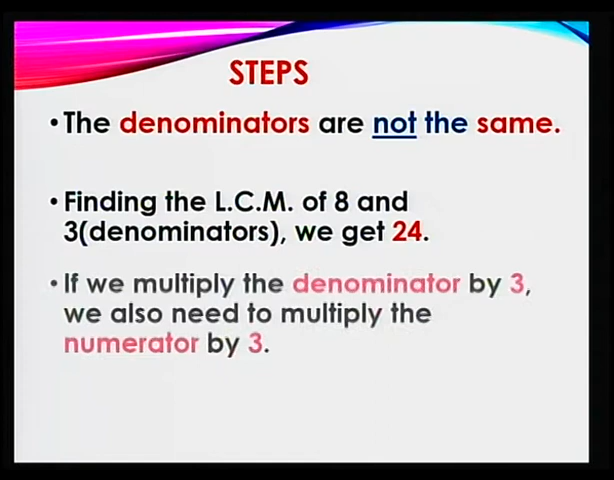 STEPS
•The denominators are not the same.
•Finding the L.C.M. of 8 and
3(denominators), we get 24.
•If we multiply the denominator by 3,
we also need to multiply the
numerator by 3.